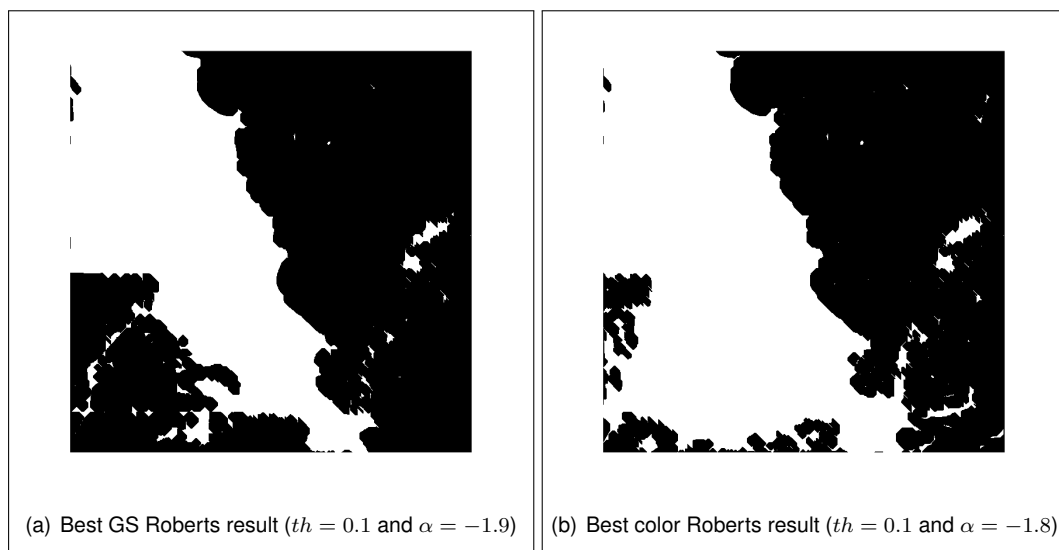 (a) Best GS Roberts result (th = 0.1 and α = −1.9)
(b) Best color Roberts result (th = 0.1 and α = −1.8)